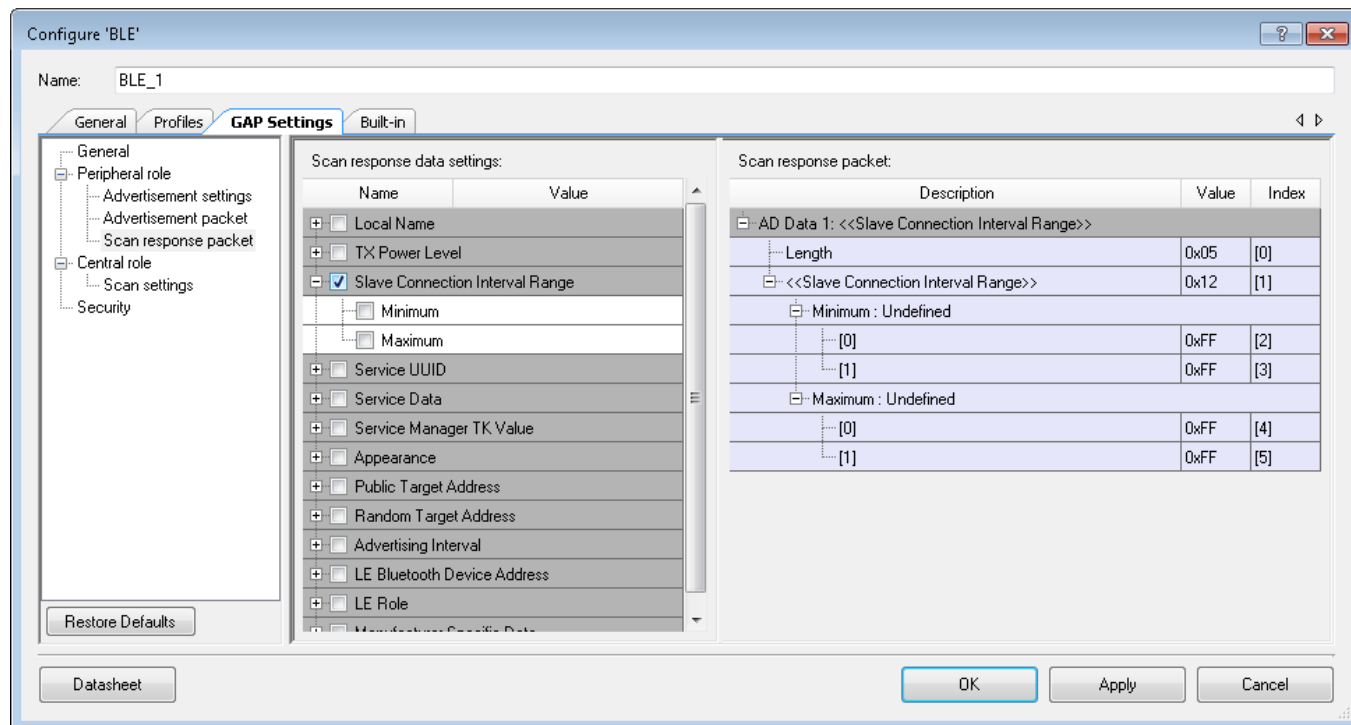 Configure 'BLE'
Name: BLE_1
General Profiles GAP Settings Built-in
General
Peripheral role
Advertisement settings
Advertisement packet
Scan response packet
Central role
Scan settings
Security
Restore Defaults
Scan response data settings:
Name Value
Local Name
TX Power Level
Slave Connection Interval Range
Minimum
Maximum
Service UUID
Service Data
Service Manager TK Value
Appearance
Public Target Address
Random Target Address
Advertising Interval
LE Bluetooth Device Address
LE Role
Manufacturer Specific Data
Scan response packet:
Description Value Index
AD Data 1: <<Slave Connection Interval Range>>
Length 0x05 [0]
<<Slave Connection Interval Range>> 0x12 [1]
Minimum : Undefined
[0] 0xFF [2]
[1] 0xFF [3]
Maximum : Undefined
[0] 0xFF [4]
[1] 0xFF [5]
Datasheet OK Apply Cancel